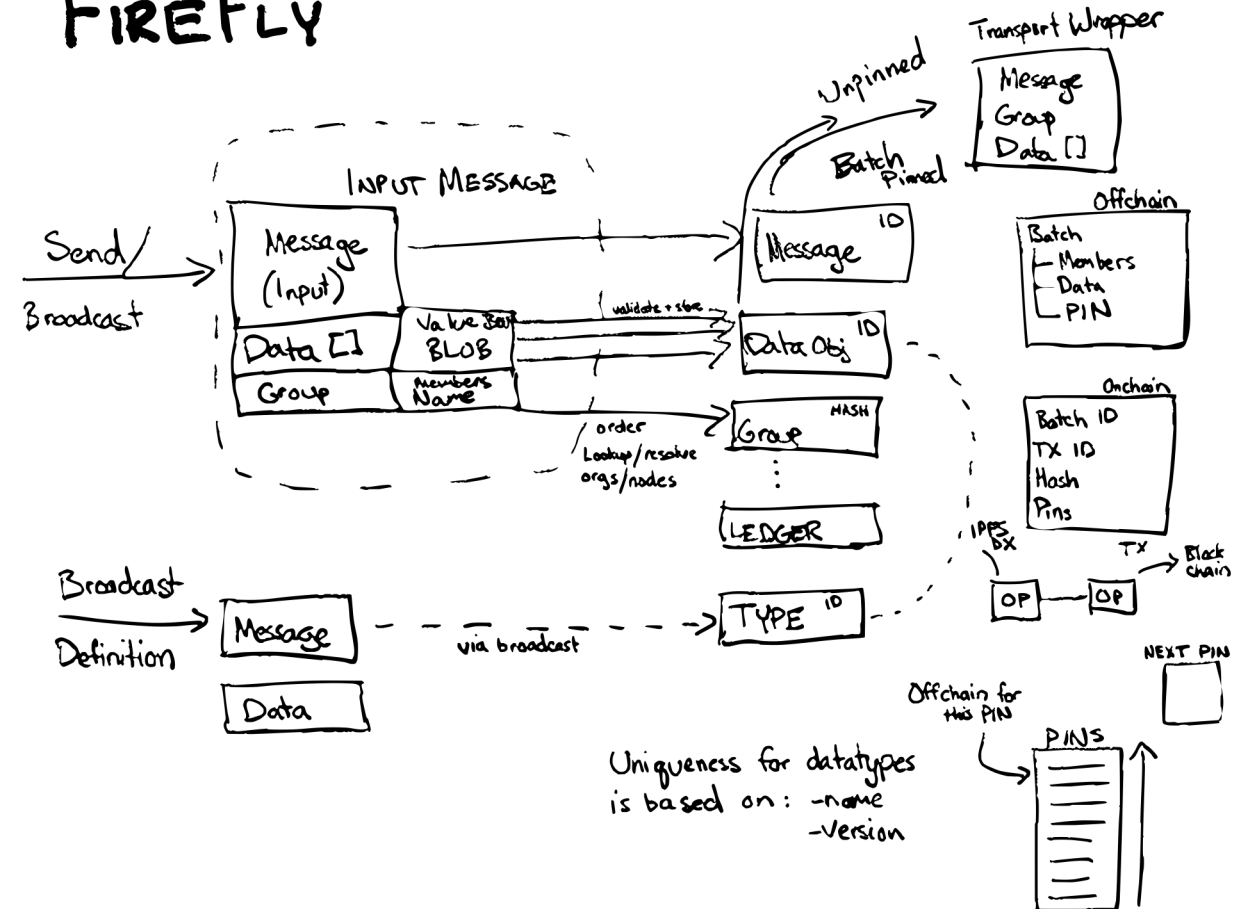 FIREFLY
Transport Wrapper
Message
Group
Data []
Unpinned
Batch
Pinned
INPUT MESSAGE
Send/
Broadcast
Message
(Input)
Data []
Value
BLOB
Group
Members
Name
validate + store
order
Lookup/resolve
orgs/nodes
ID
Message
ID
Data Obj
HASH
Group
LEDGER
Offchain
Batch
Members
Data
PIN
Onchain
Batch ID
TX ID
Hash
Pins
IPFS
DX
TX
Block
chain
OP
OP
Broadcast
Definition
Message
Data
via broadcast
TYPE ID
NEXT PIN
Offchain for
this PIN
PINS
Uniqueness for datatypes
is based on: -name
-Version